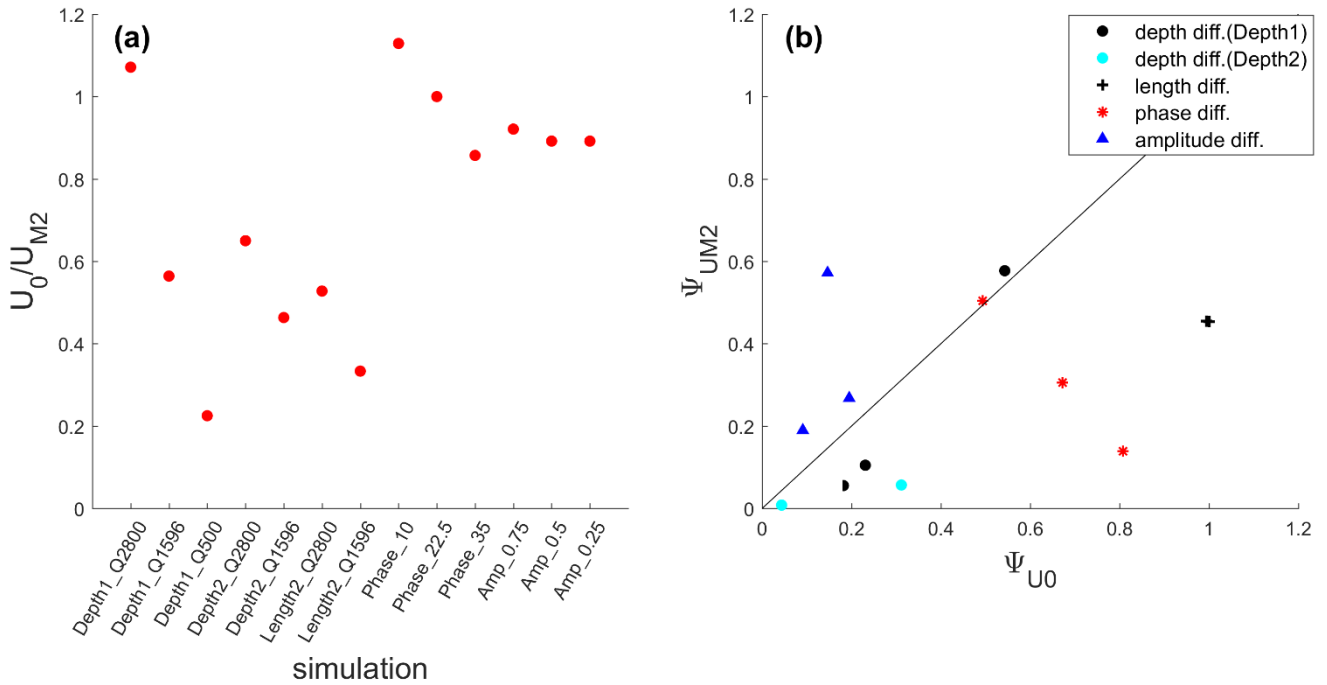 (a)
1.2
1
0.8
0.6
0.4
0.2
0
U0/UM2
Depth1_Q2800
Depth1_Q1596
Depth1_Q500
Depth2_Q2800
Depth2_Q1596
Length2_Q2800
Length2_Q1596
Phase_10
Phase_22.5
Phase_35
Amp_0.75
Amp_0.5
Amp_0.25
simulation
(b)
depth diff.(Depth1)
depth diff.(Depth2)
length diff.
phase diff.
amplitude diff.
1.2
1
0.8
0.6
0.4
0.2
0
ΨUM2
0
0.2
0.4
0.6
0.8
1
1.2
ΨU0